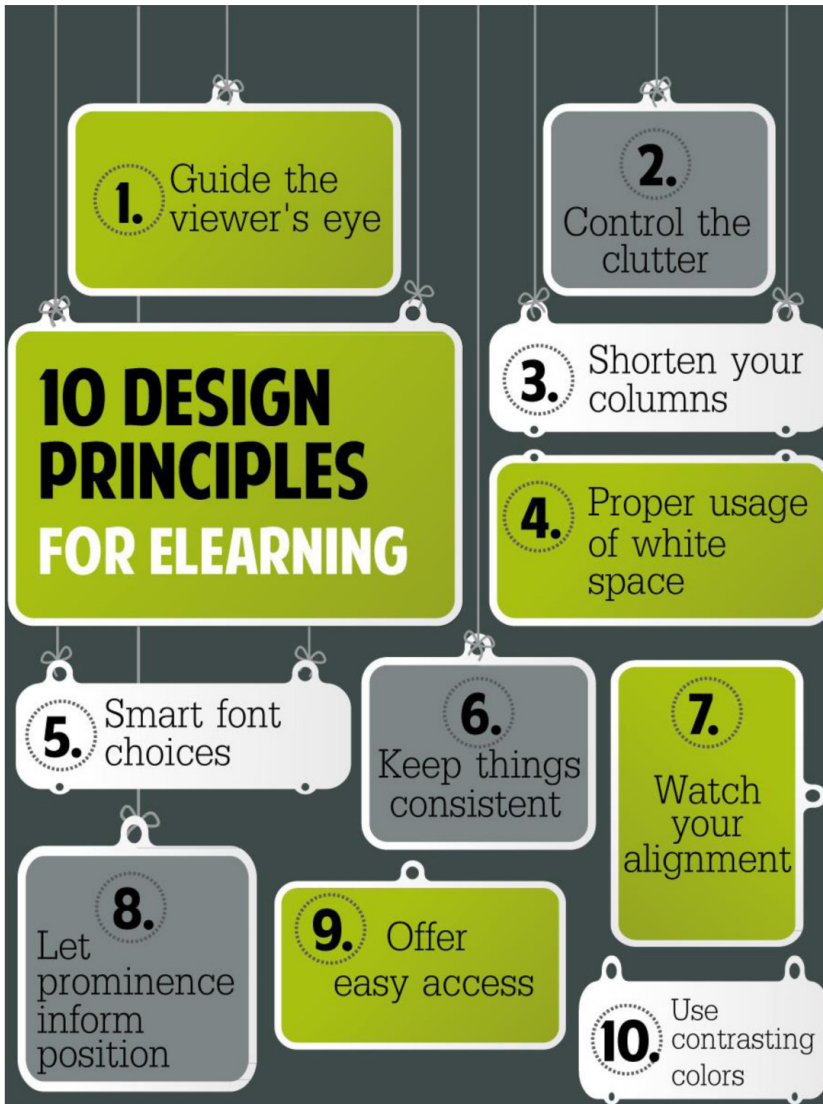 1.
Guide the
viewer's eye
2.
Control the
clutter
10 DESIGN
PRINCIPLES
FOR ELEARNING
3.
Shorten your
columns
4.
Proper usage
of white
space
5.
Smart font
choices
6.
Keep things
consistent
7.
Watch
your
alignment
8.
Let
prominence
inform
position
9.
Offer
easy access
10.
Use
contrasting
colors